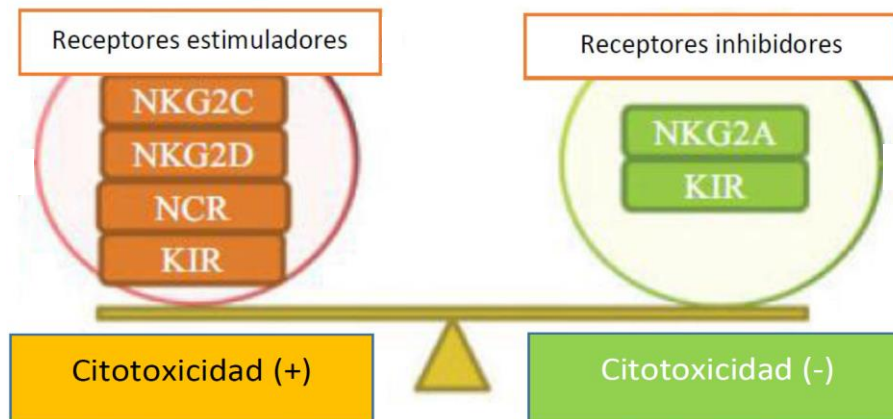 Receptores estimuladores
Receptores inhibidores
NKG2C
NKG2D
NCR
KIR
NKG2A
KIR
Citotoxicidad (+)
Citotoxicidad (-)